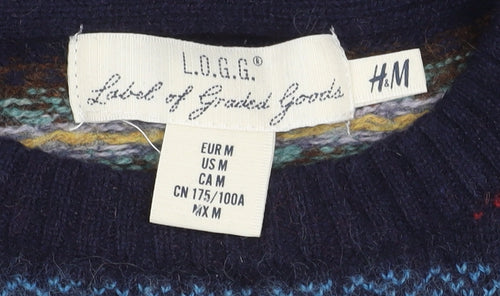 L.O.G.G.®
Label of Graded Goods
H&M
EUR M
US M
CA M
CN 175/100A
MX M